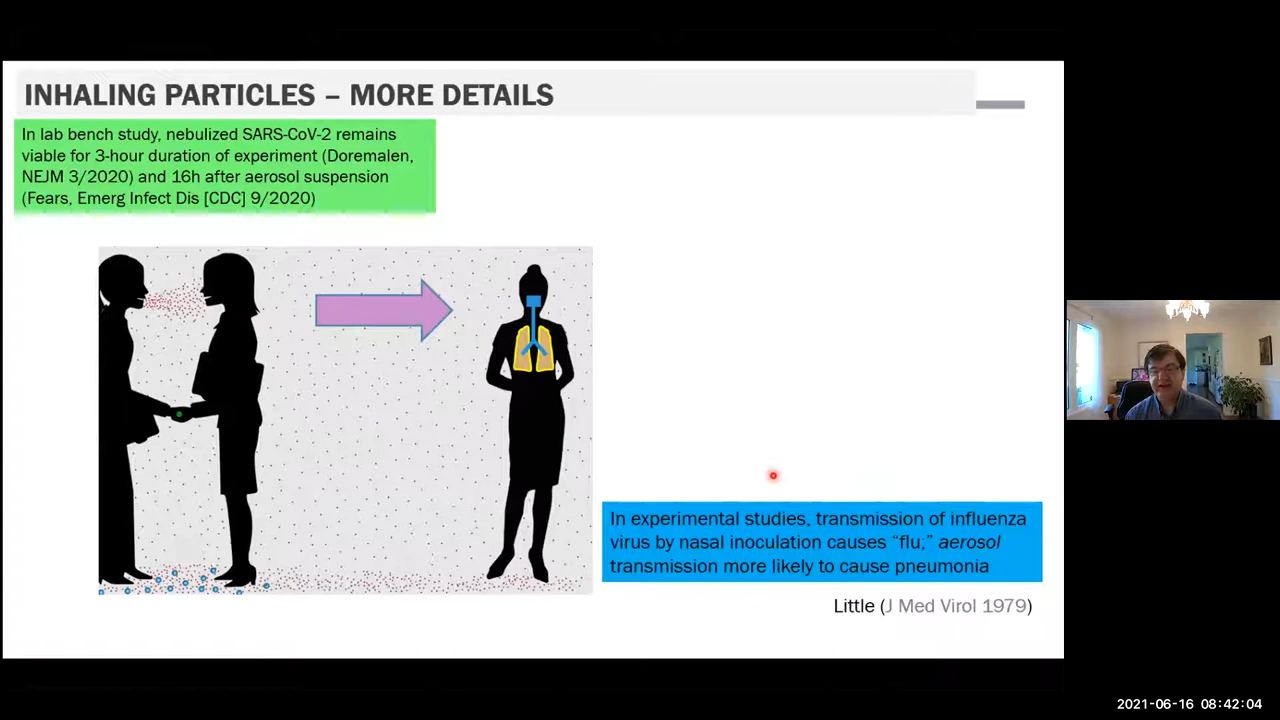 INHALING PARTICLES – MORE DETAILS
In lab bench study, nebulized SARS-CoV-2 remains
viable for 3-hour duration of experiment (Doremalen,
NEJM 3/2020) and 16h after aerosol suspension
(Fears, Emerg Infect Dis [CDC] 9/2020)
In experimental studies, transmission of influenza
virus by nasal inoculation causes “flu;” aerosol
transmission more likely to cause pneumonia
Little (J Med Virol 1979)
2021-06-16 08:42:04